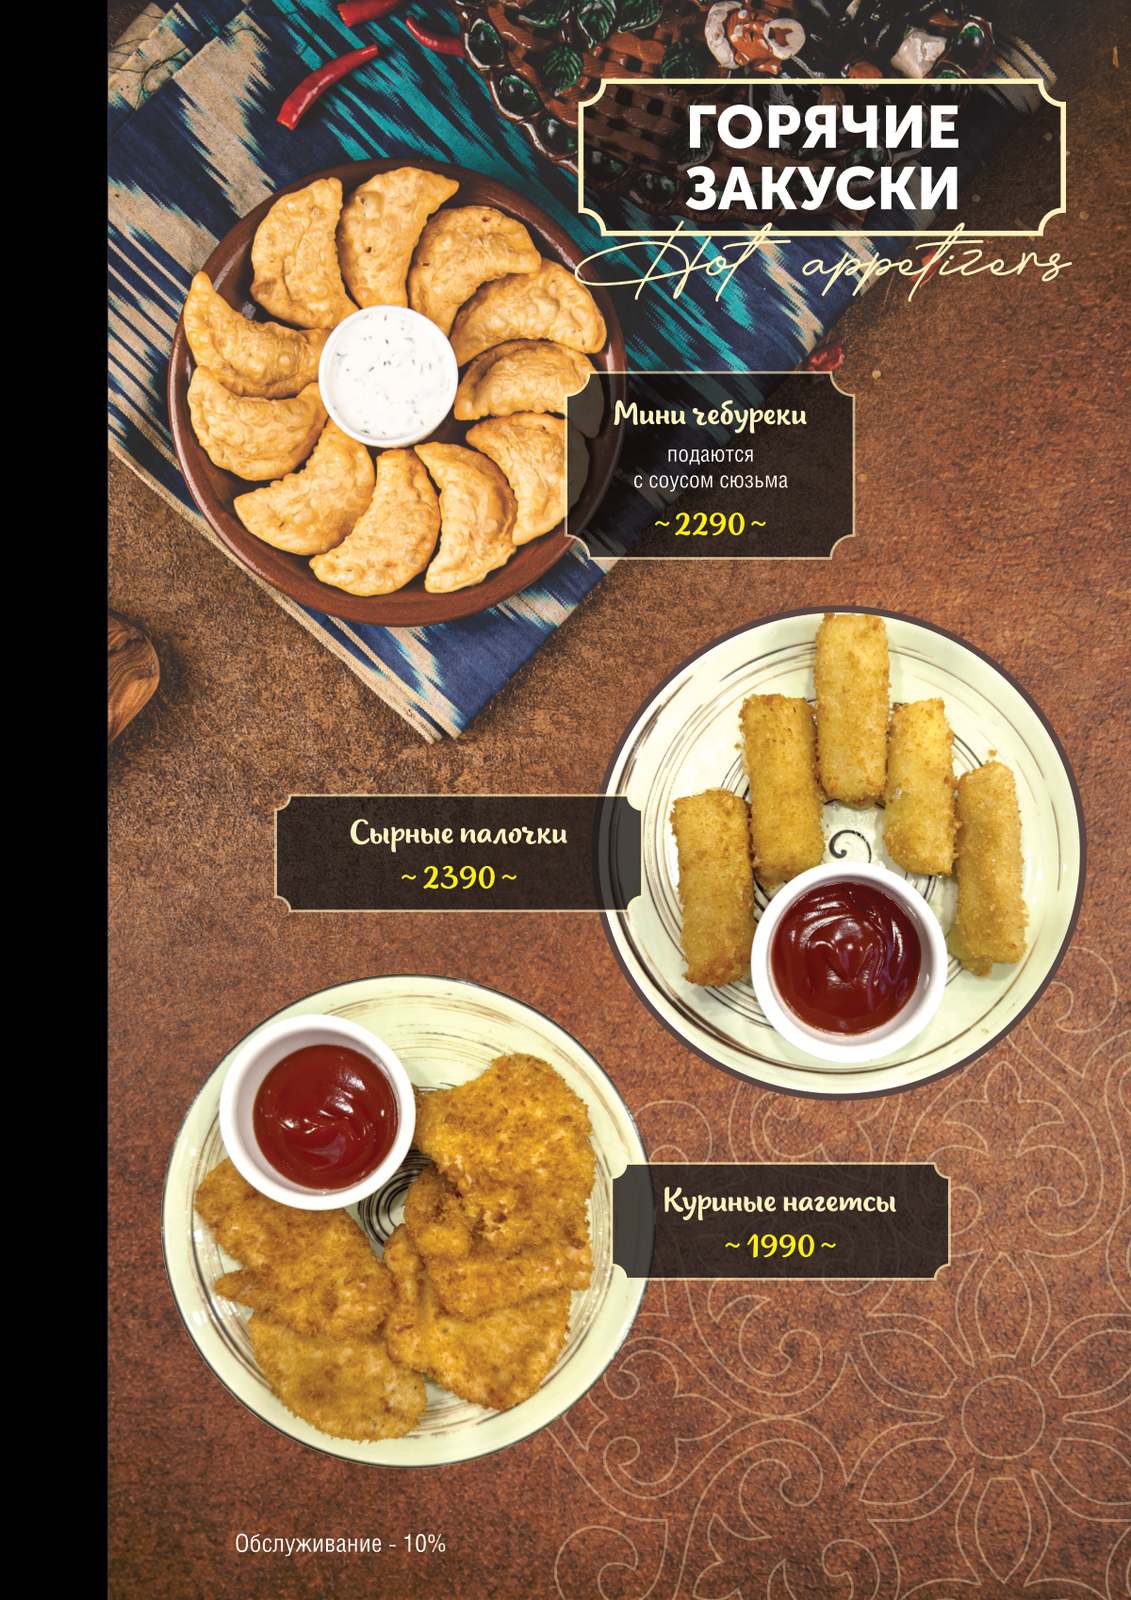 ГОРЯЧИЕ
ЗАКУСКИ
Hot appetizers
Мини чебуреки
подаются
с соусом сюзьма
~2290~
Сырные палочки
~2390~
Куриные нагетсы
~1990~
Обслуживание - 10%